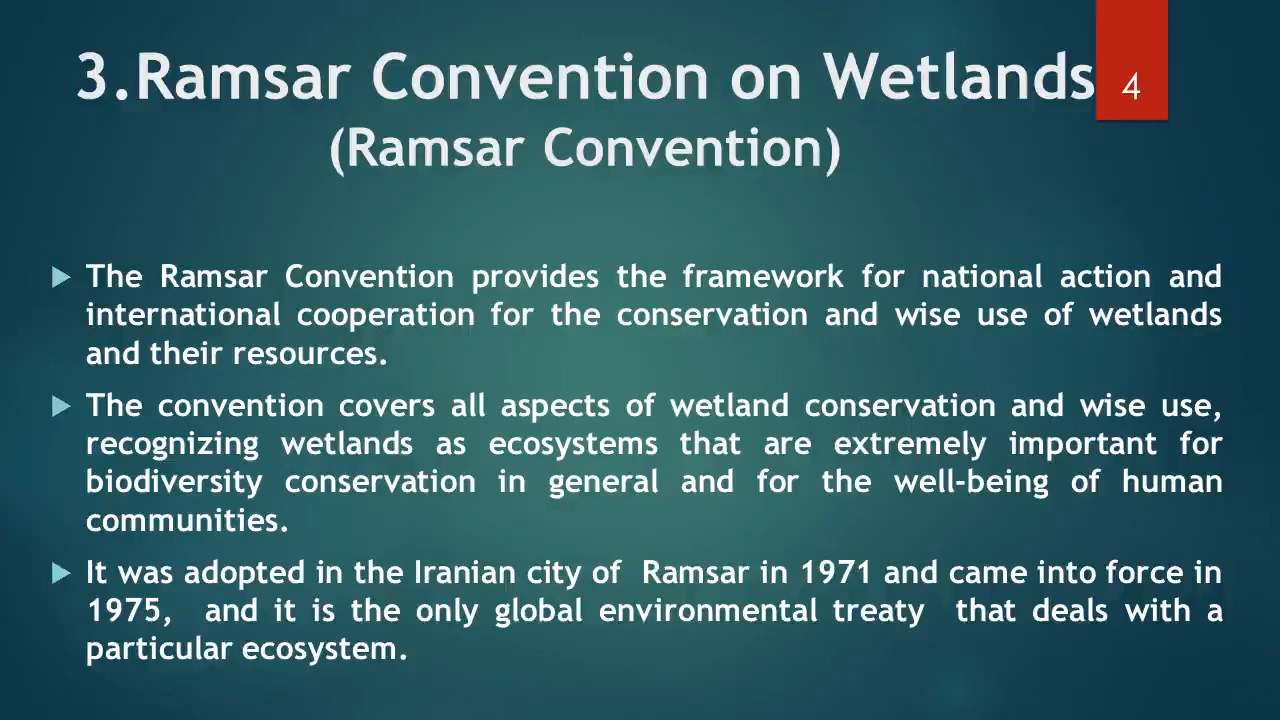 3.Ramsar Convention on Wetlands
4
(Ramsar Convention)
The Ramsar Convention provides the framework for national action and
international cooperation for the conservation and wise use of wetlands
and their resources.
The convention covers all aspects of wetland conservation and wise use,
recognizing wetlands as ecosystems that are extremely important for
biodiversity conservation in general and for the well-being of human
communities.
It was adopted in the Iranian city of Ramsar in 1971 and came into force in
1975, and it is the only global environmental treaty that deals with a
particular ecosystem.